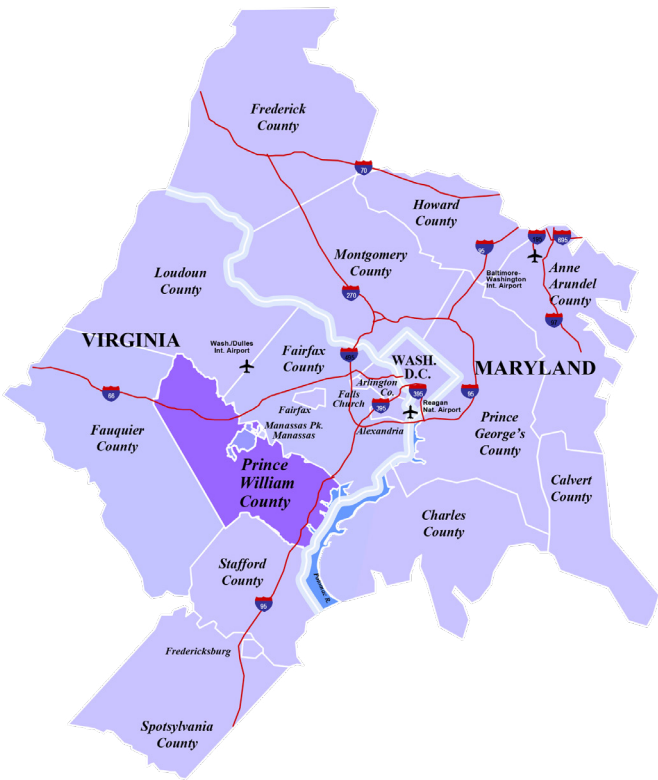 Frederick
County
70
Howard
County
95
195
895
Montgomery
County
Baltimore-
Washington
Int. Airport
Anne
Arundel
County
Loudoun
County
270
97
VIRGINIA
Wash./Dulles
Int. Airport
Fairfax
County
495
WASH.
D.C.
MARYLAND
Arlington
Co.
66
Falls
Church
395
395
95
Reagan
Nat. Airport
Fairfax
Fauquier
County
Manassas Pk.
Manassas
Alexandria
Prince
George's
County
Prince
William
County
Calvert
County
Charles
County
Stafford
County
Potomac R.
95
Fredericksburg
Spotsylvania
County